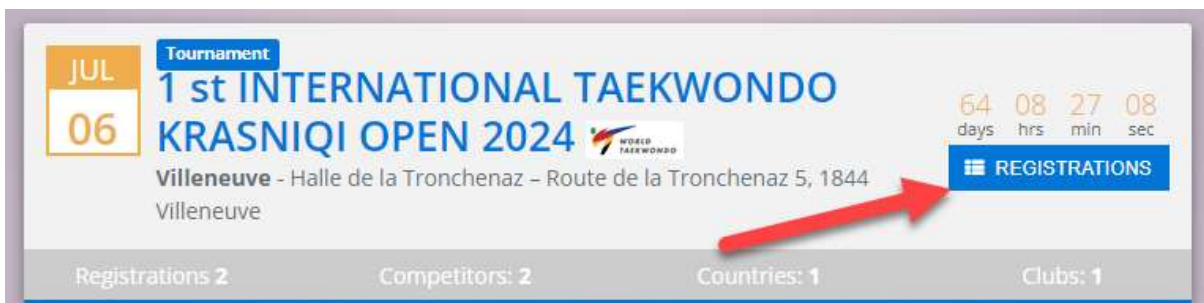 JUL
06
Tournament
1 st INTERNATIONAL TAEKWONDO
KRASNIQI OPEN 2024
WORLD
TAEKWONDO
Villeneuve - Halle de la Tronchenaz – Route de la Tronchenaz 5, 1844
Villeneuve
64 08 27 08
days hrs min sec
REGISTRATIONS
Registrations 2 Competitors: 2 Countries: 1 Clubs: 1